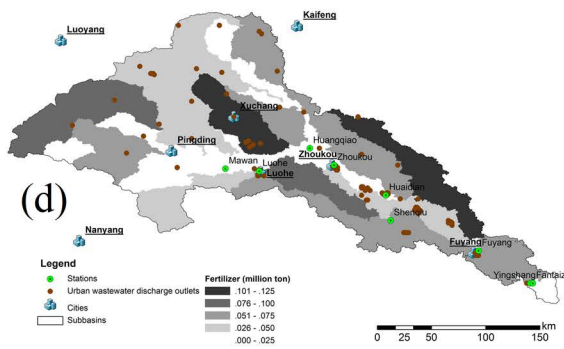 Kaifeng
Luoyang
Xuchang
Huangqiao
Pingding
Zhoukou
Zhoukou
Mawan
Luohe
Luohe
Huaidian
Shenqiu
(d)
Nanyang
Fuyang
Fuyang
YingshangFantaizi
Legend
Stations
Urban wastewater discharge outlets
Cities
Subbasins
Fertilizer (million ton)
.101 - .125
.076 - .100
.051 - .075
.026 - .050
.000 - .025
km
0 25 50 100 150